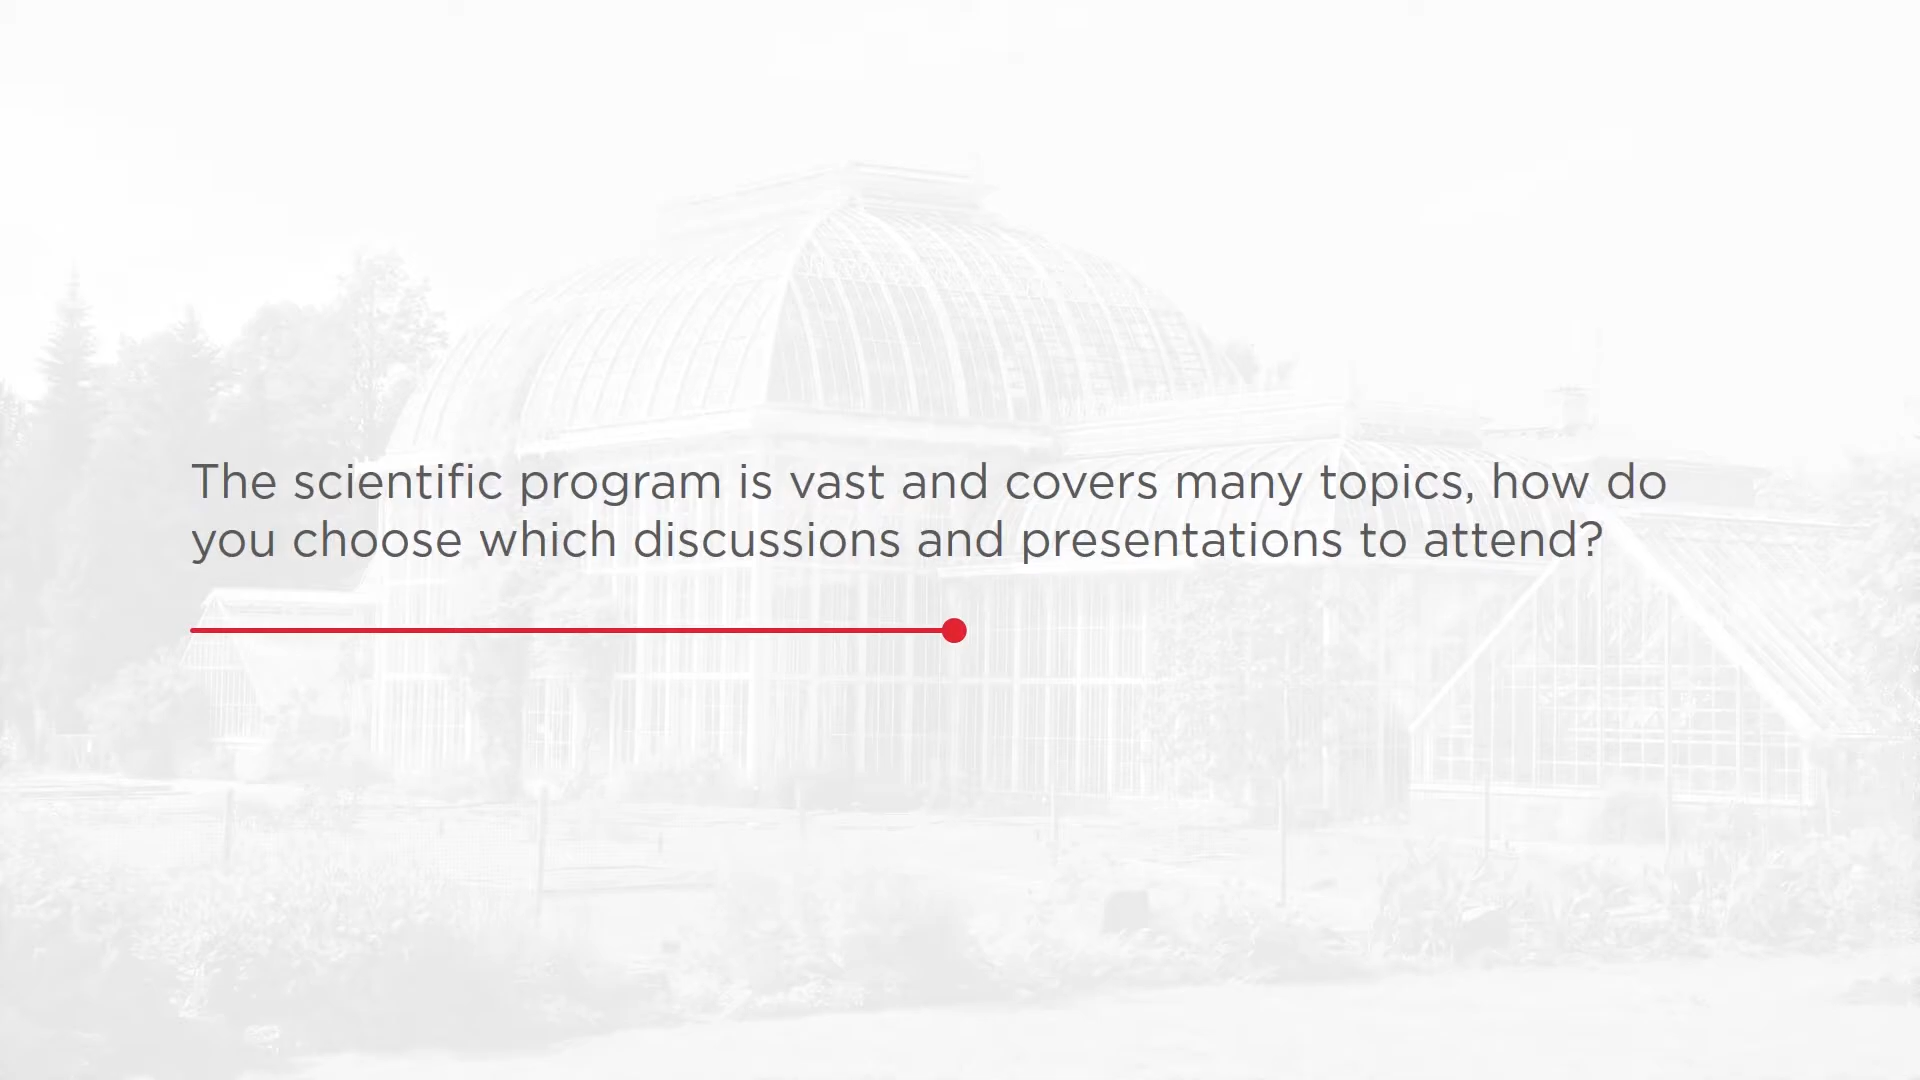 The scientific program is vast and covers many topics, how do
you choose which discussions and presentations to attend?